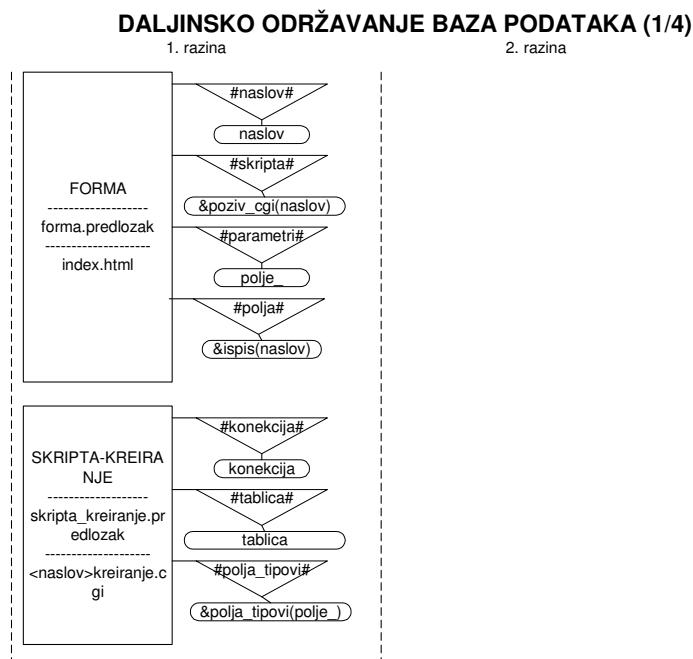 DALJINSKO ODRŽAVANJE BAZA PODATAKA (1/4)
1. razina
2. razina
FORMA
--------------------
forma.predlozak
---------------------
index.html
#naslov#
naslov
#skripta#
&poziv_cgi(naslov)
#parametri#
polje_
#polja#
&ispis(naslov)
SKRIPTA-KREIRA
NJE
--------------------
skripta_kreiranje.pr
edlozak
---------------------
<naslov>kreiranje.c
gi
#konekcija#
konekcija
#tablica#
tablica
#polja_tipovi#
&polja_tipovi(polje_)